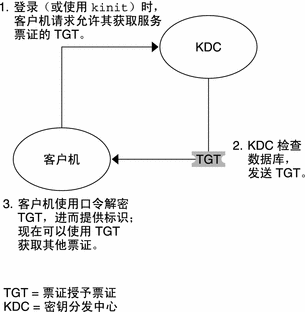 1. 登录（或使用 kinit）时，
客户机请求允许其获取服务
票证的 TGT。
KDC
TGT
2. KDC 检查
数据库，
发送 TGT。
客户机
3. 客户机使用口令解密
TGT，进而提供标识；
现在可以使用 TGT
获取其他票证。
TGT = 票证授予票证
KDC = 密钥分发中心